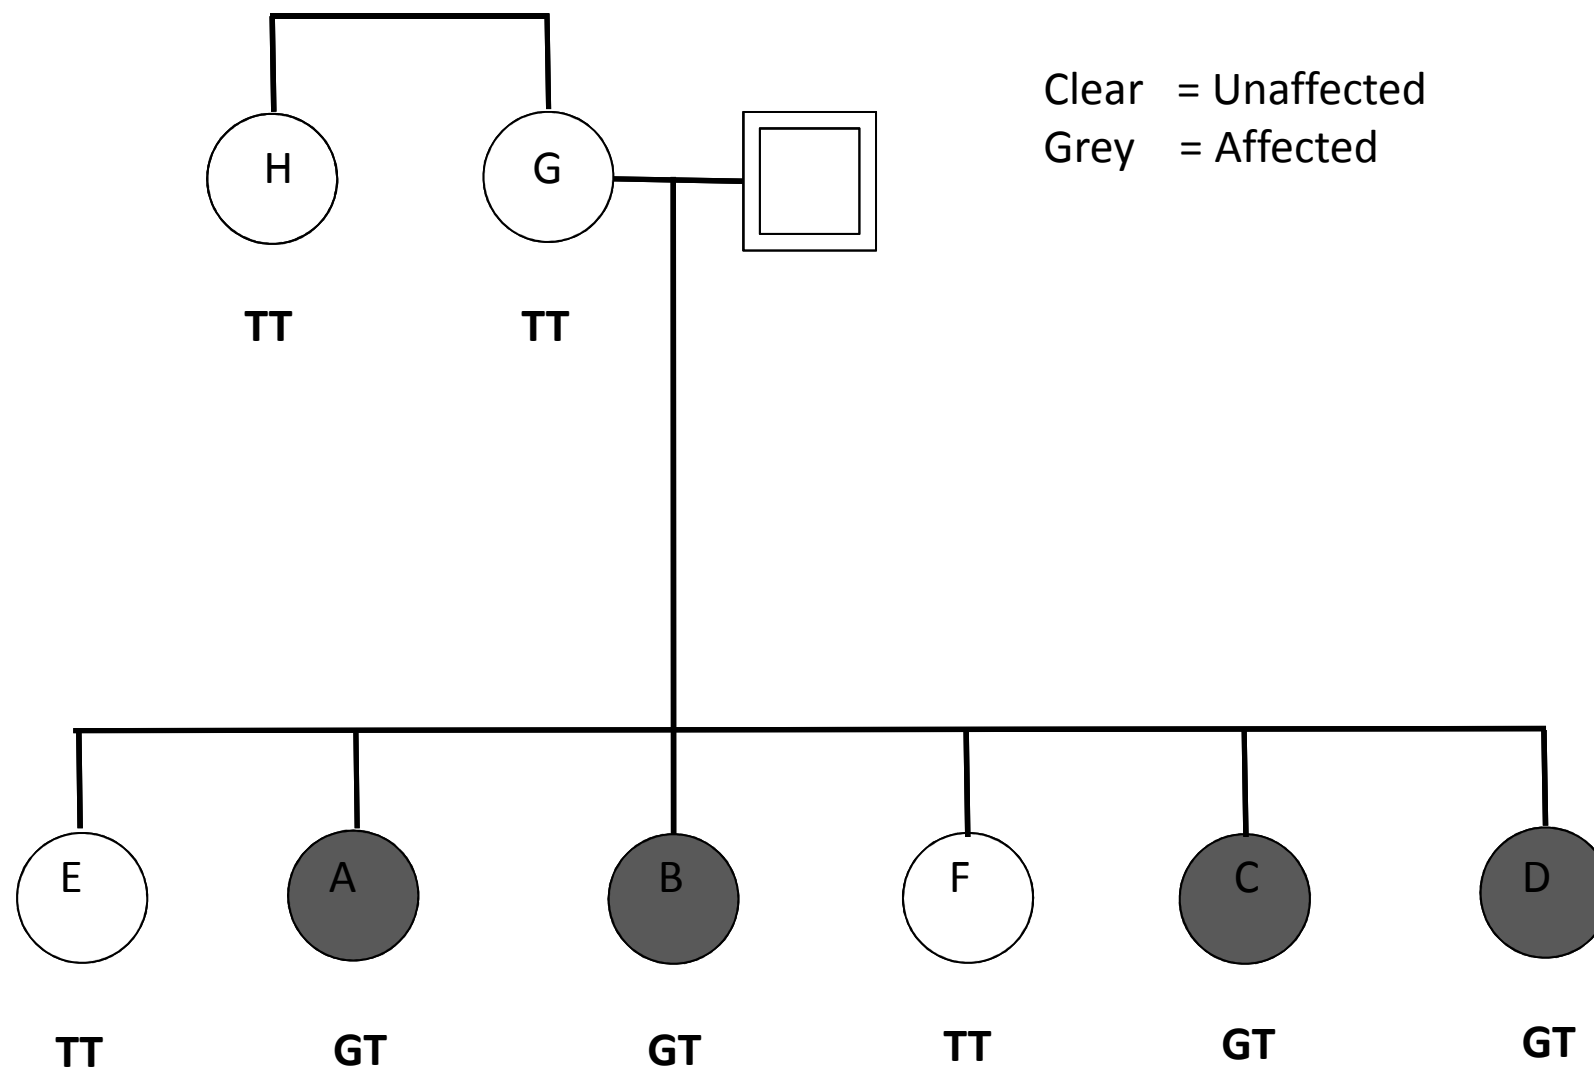 Clear = Unaffected
Grey = Affected
H G
TT TT
E A B F C D
TT GT GT TT GT GT